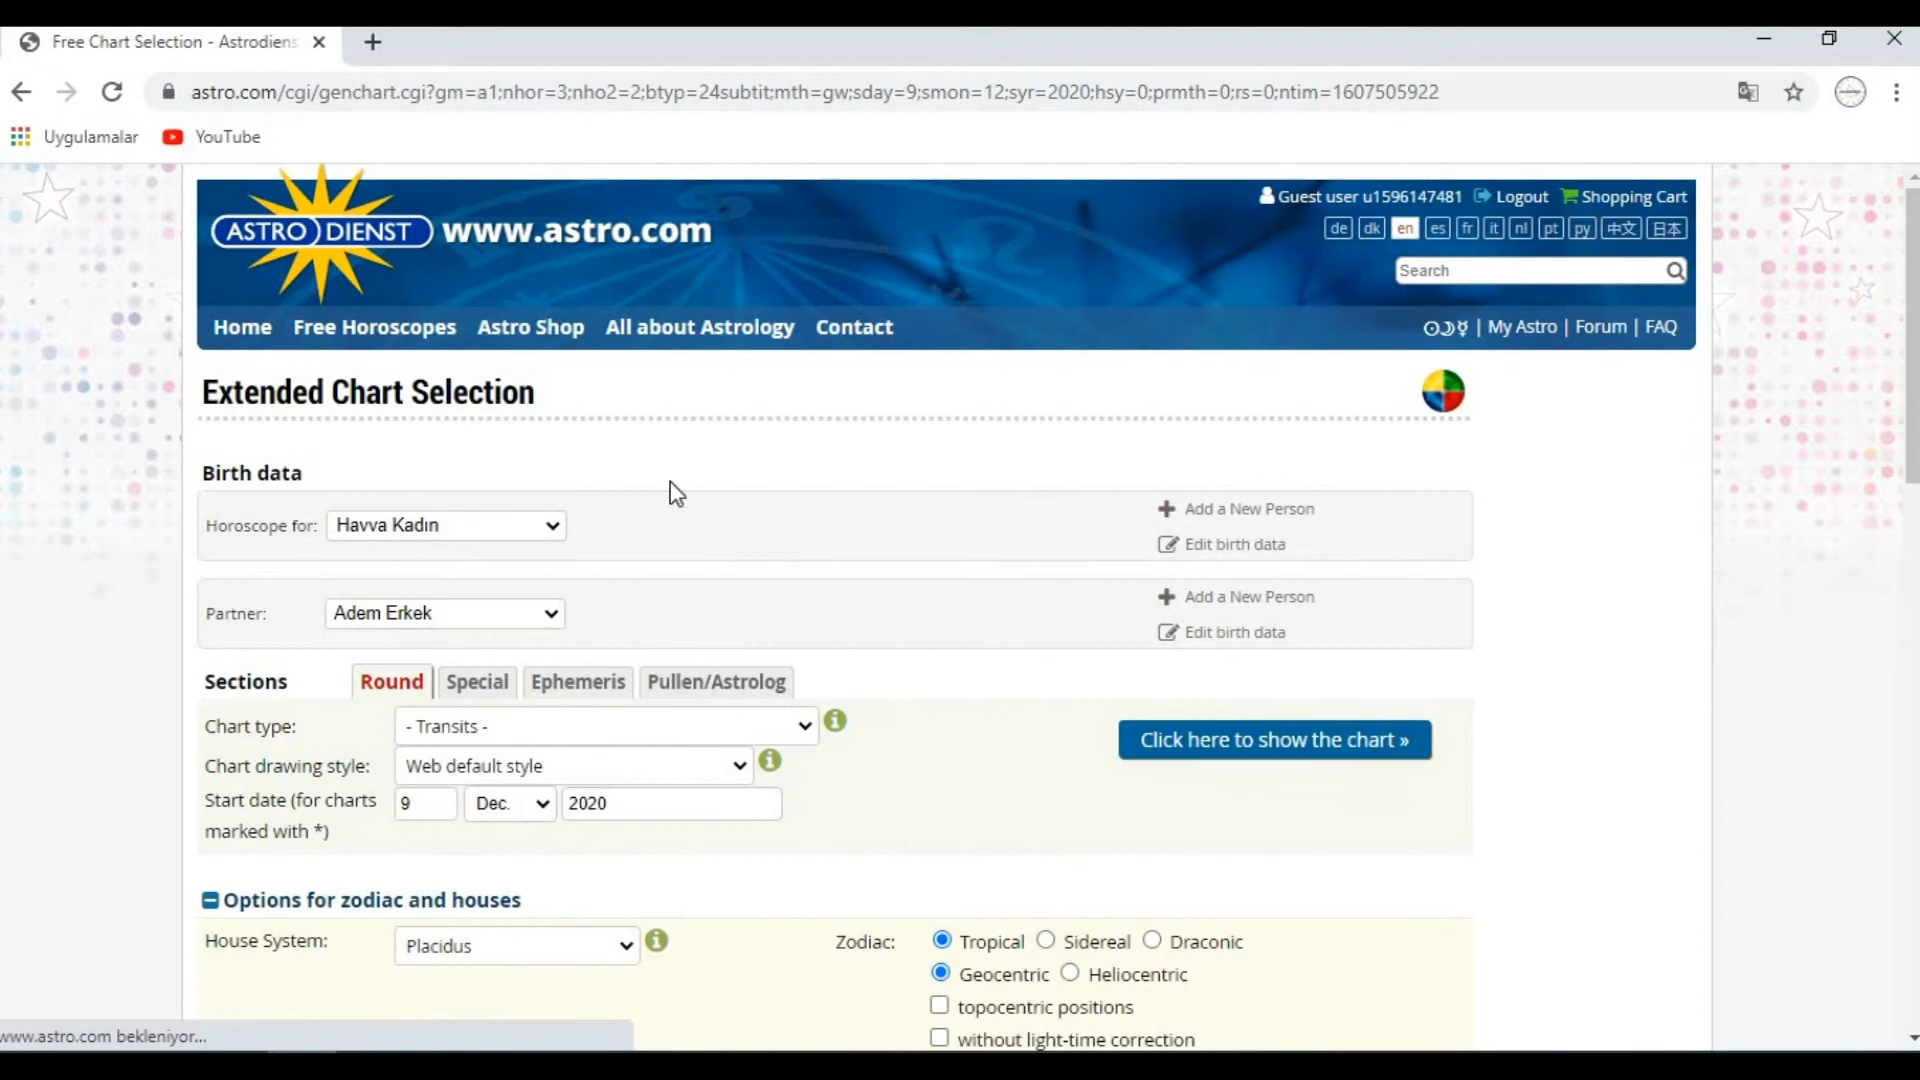 Free Chart Selection - Astrodiens
astro.com/cgi/genchart.cgi?gm=a1;nhor=3;nho2=2;btyp=24subtit;mth=gw;sday=9;smon=12;syr=2020;hsy=0;prmth=0;rs=0;ntim=1607505922
Uygulamalar YouTube
Guest user u1596147481 Logout Shopping Cart
ASTRO DIENST www.astro.com
de dk en es fr it nl pt py 中文 日本
Search
Home Free Horoscopes Astro Shop All about Astrology Contact
☉☽☿ | My Astro | Forum | FAQ
Extended Chart Selection
Birth data
Horoscope for: Havva Kadın
Add a New Person
Edit birth data
Partner: Adem Erkek
Add a New Person
Edit birth data
Sections Round Special Ephemeris Pullen/Astrolog
Chart type: - Transits -
Click here to show the chart »
Chart drawing style: Web default style
Start date (for charts marked with *) 9 Dec. 2020
Options for zodiac and houses
House System: Placidus
Zodiac: Tropical Sidereal Draconic
Geocentric Heliocentric
topocentric positions
without light-time correction
www.astro.com bekleniyor...